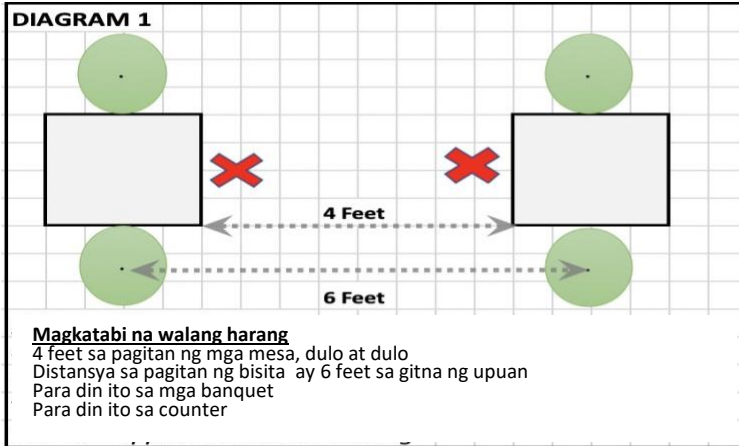 DIAGRAM 1
4 Feet
6 Feet
Magkatabi na walang harang
4 feet sa pagitan ng mga mesa, dulo at dulo
Distansya sa pagitan ng bisita ay 6 feet sa gitna ng upuan
Para din ito sa mga banquet
Para din ito sa counter